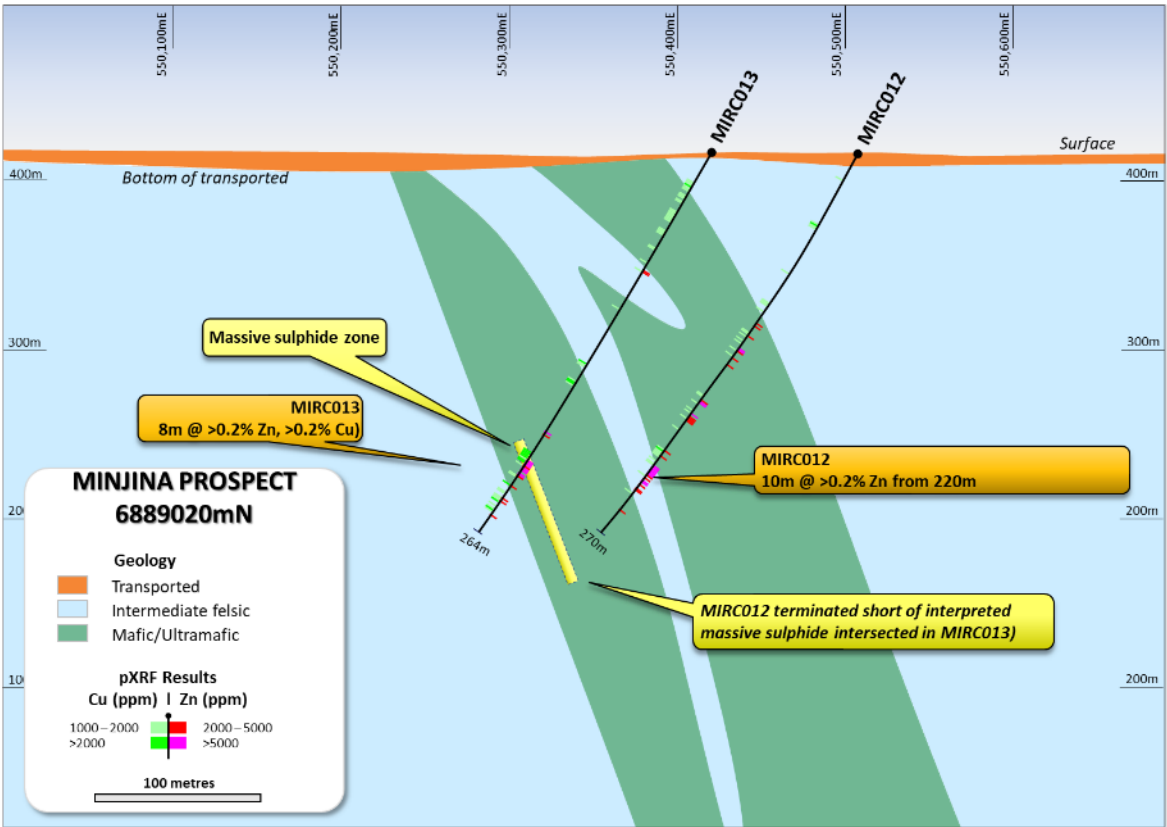 550,100mE
550,200mE
550,300mE
550,400mE
550,500mE
550,600mE
MIRC013
MIRC012
Surface
Bottom of transported
400m
400m
300m
300m
20
200m
10
200m
Massive sulphide zone
MIRC013
8m @ >0.2% Zn, >0.2% Cu)
MIRC012
10m @ >0.2% Zn from 220m
264m
270m
MIRC012 terminated short of interpreted
massive sulphide intersected in MIRC013)
MINJINA PROSPECT
6889020mN
Geology
Transported
Intermediate felsic
Mafic/Ultramafic
pXRF Results
Cu (ppm) | Zn (ppm)
1000–2000 2000–5000
>2000 >5000
100 metres